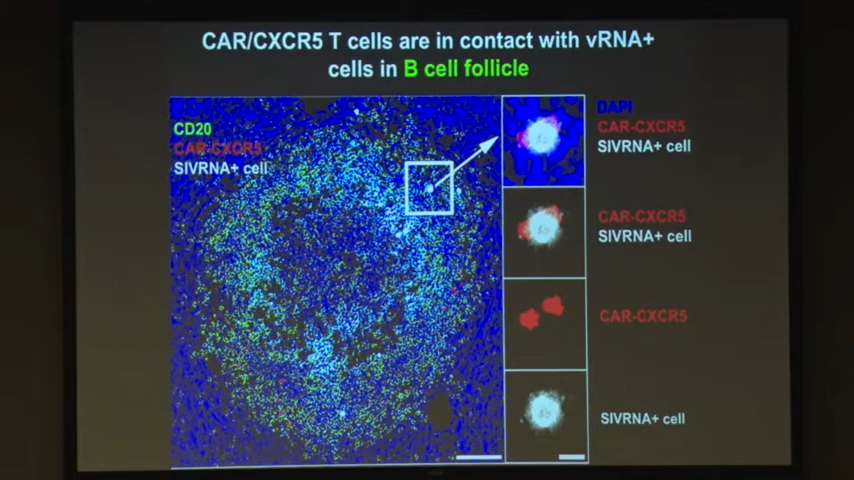 CAR/CXCR5 T cells are in contact with vRNA+
cells in B cell follicle
CD20
CAR-CXCR5
SIVRNA+ cell
DAPI
CAR-CXCR5
SIVRNA+ cell
CAR-CXCR5
SIVRNA+ cell
CAR-CXCR5
SIVRNA+ cell